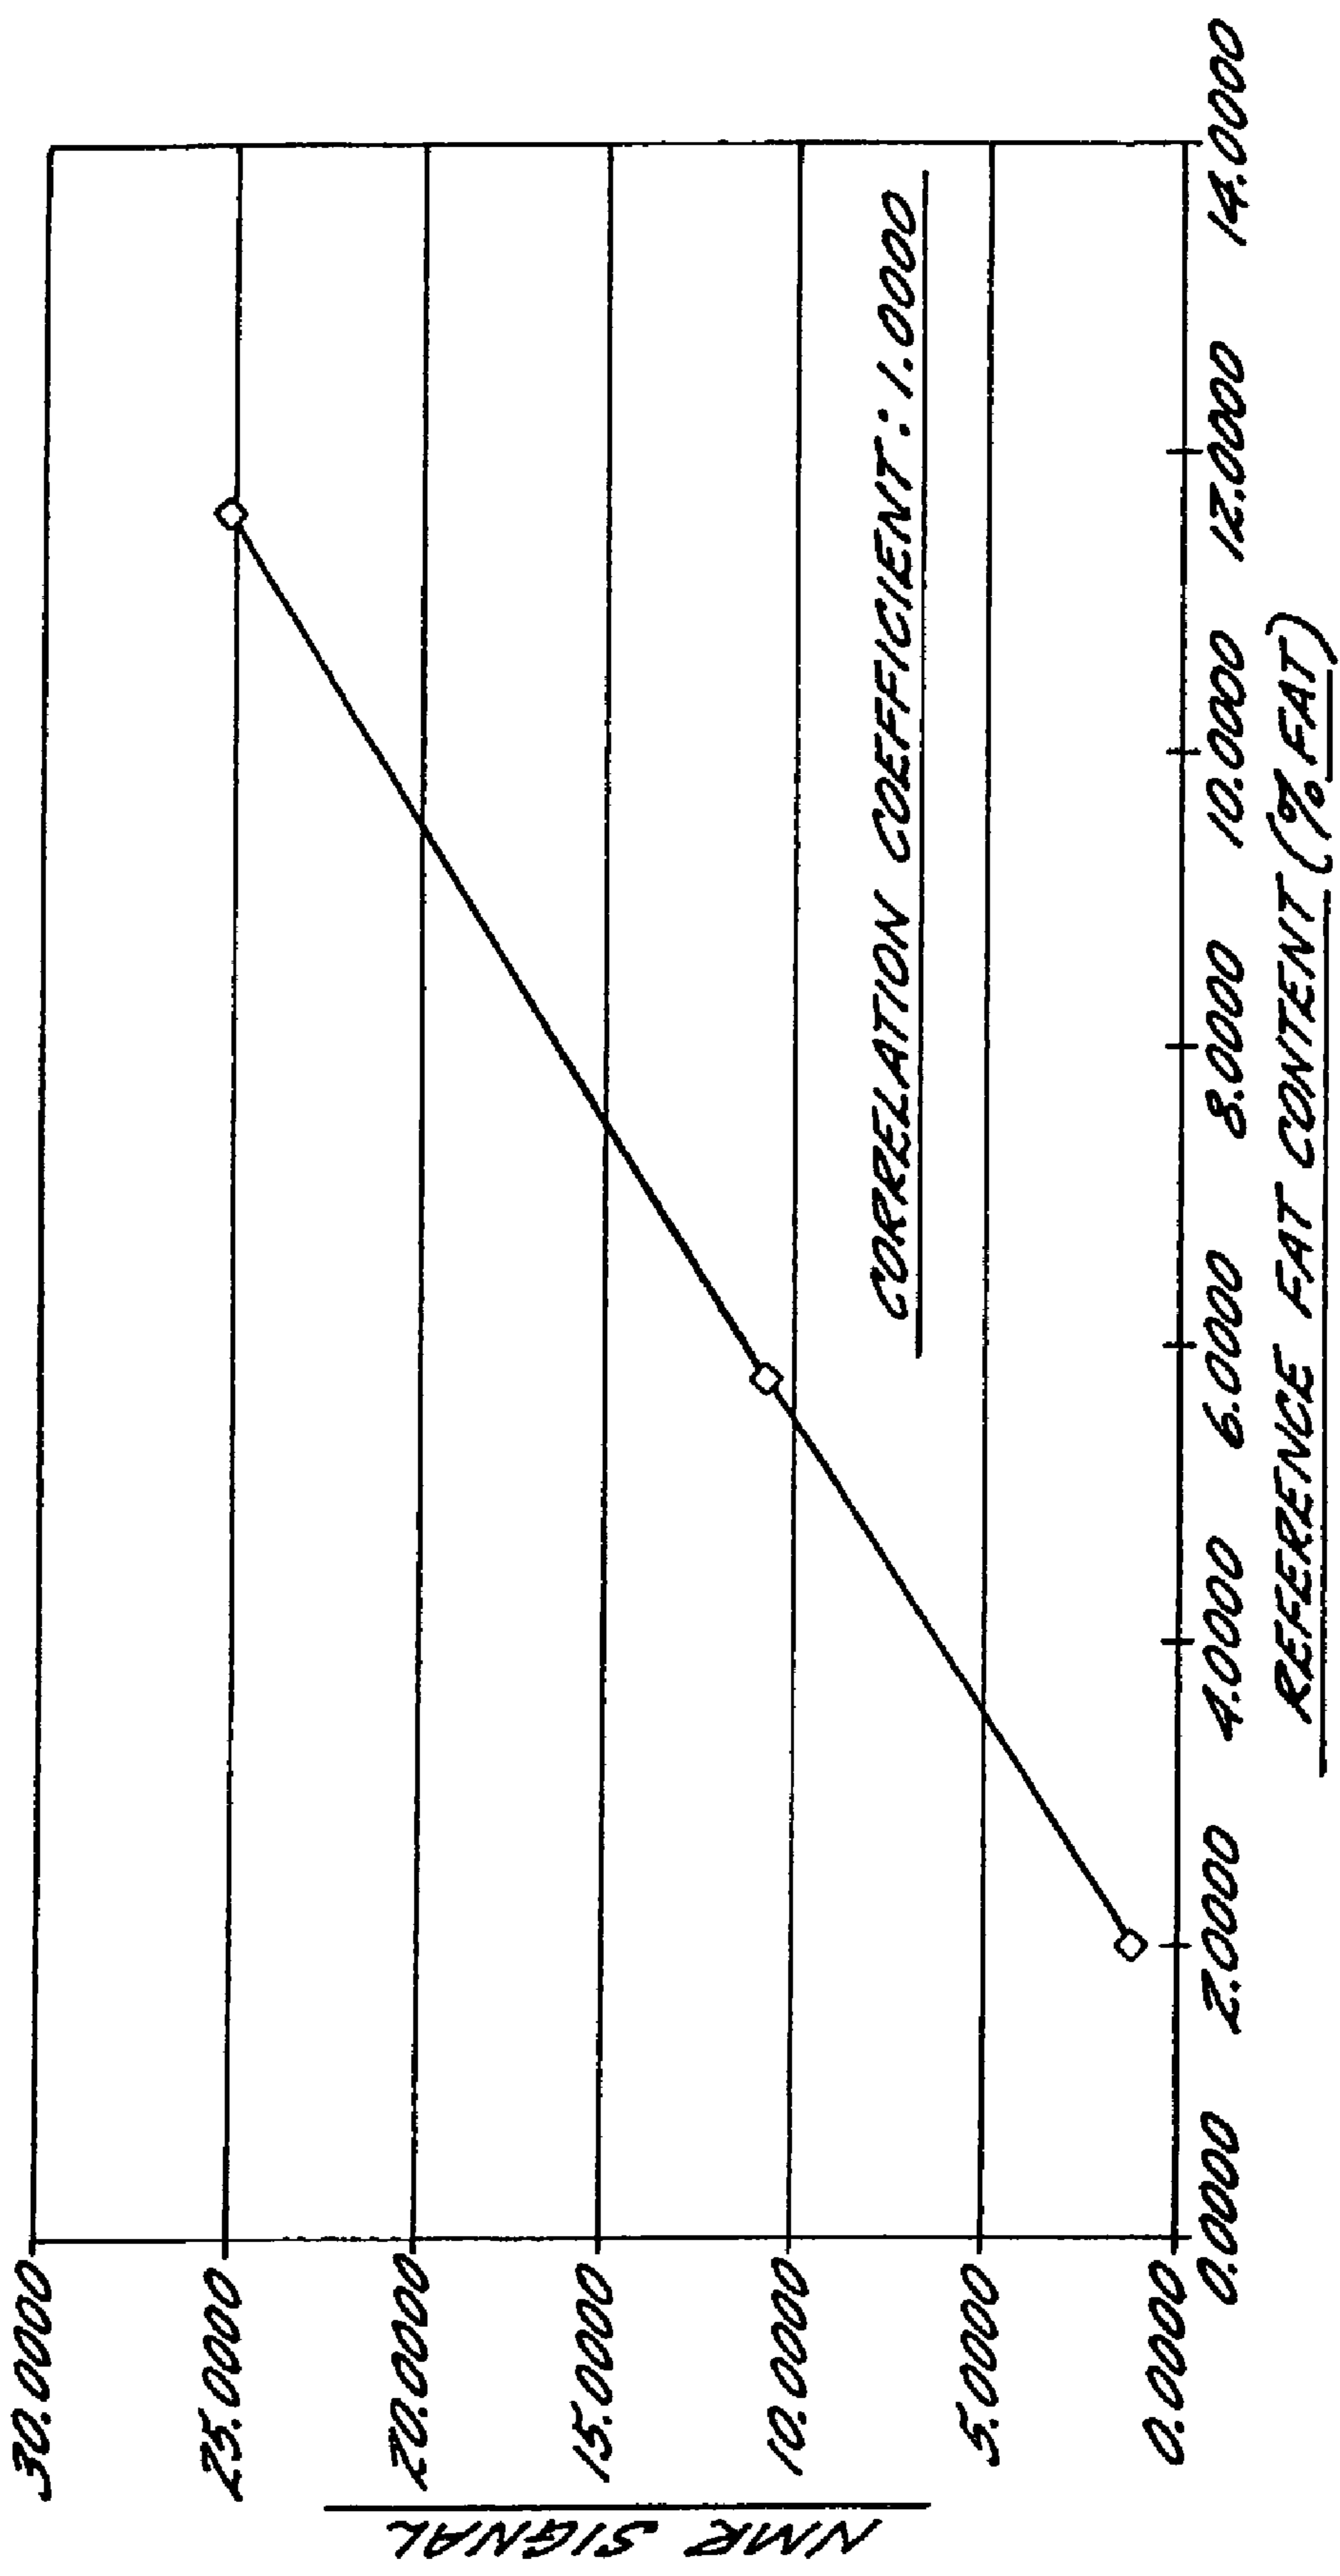 30.0000
25.0000
20.0000
15.0000
10.0000
5.0000
0.0000
NMR SIGNAL
CORRELATION COEFFICIENT: 1.0000
0.0000 2.0000 4.0000 6.0000 8.0000 10.0000 12.0000 14.0000
REFERENCE FAT CONTENT (% FAT)